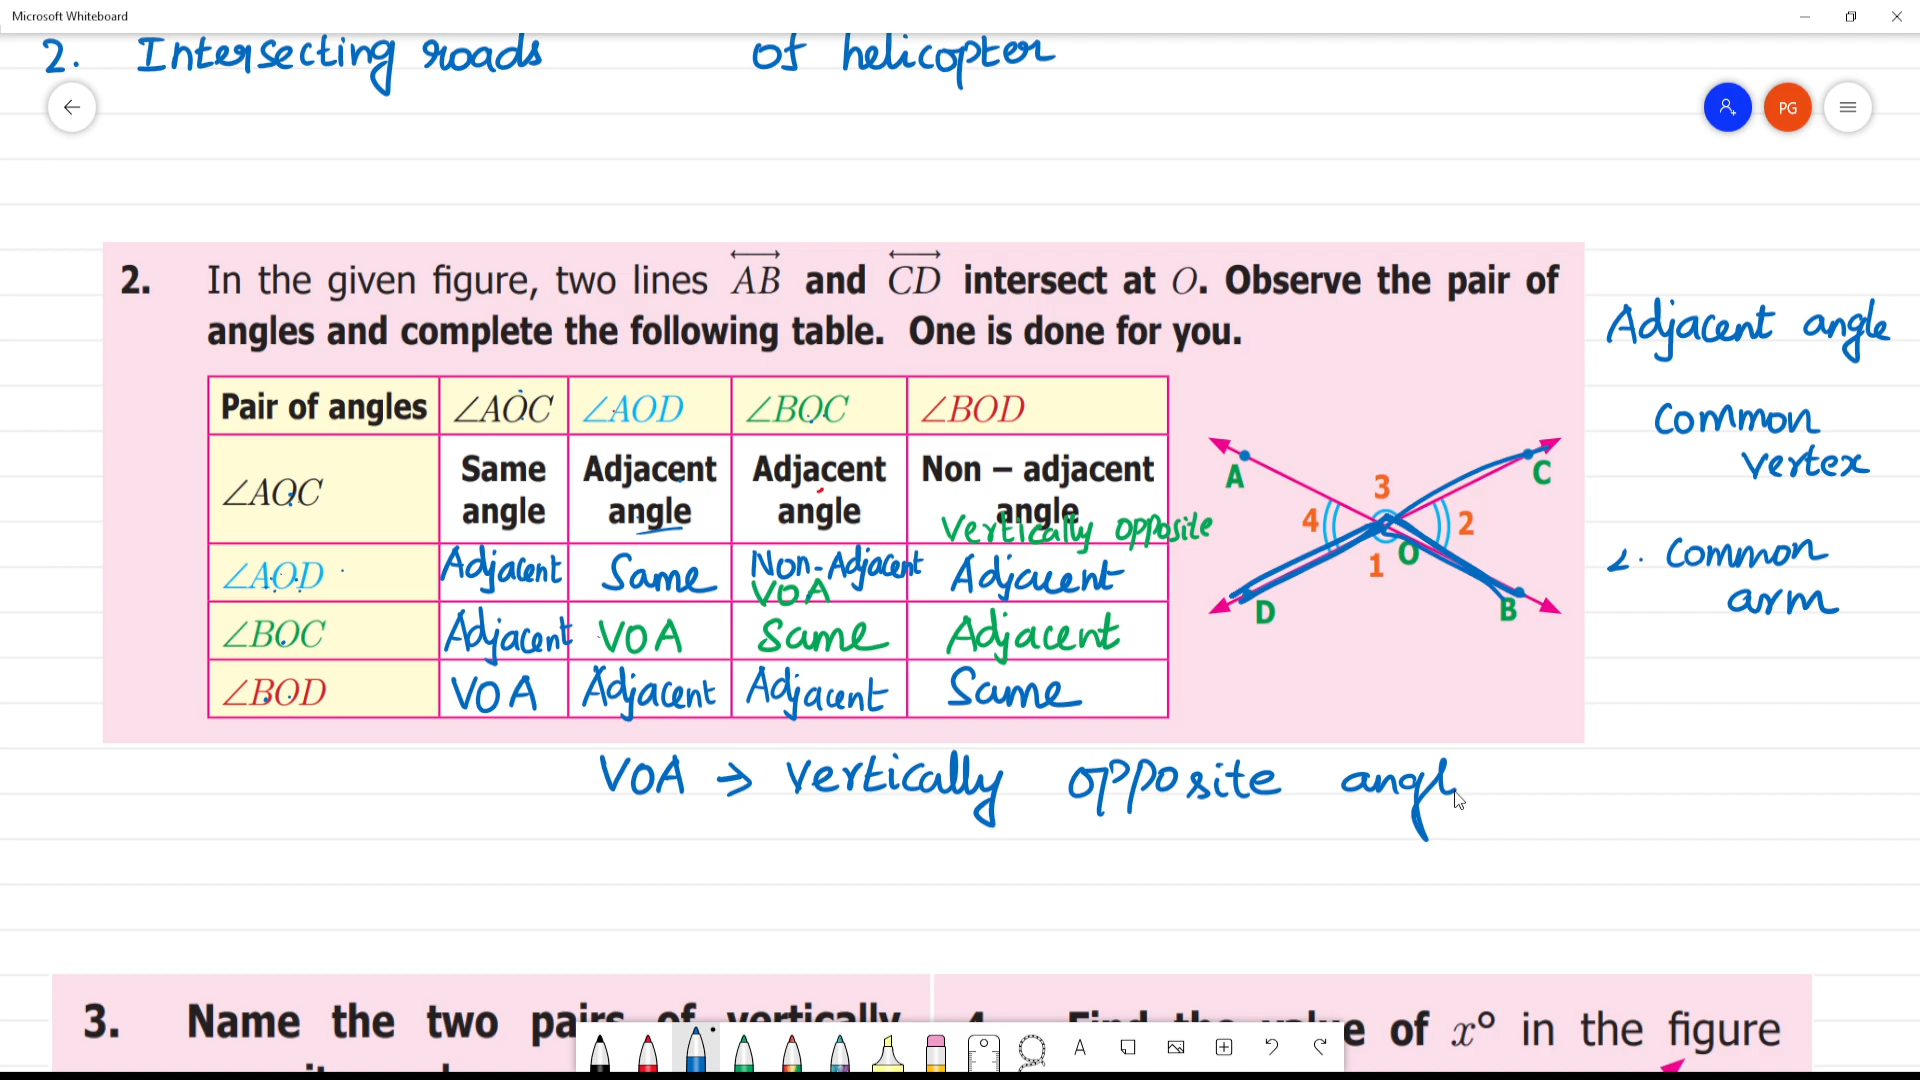 Microsoft Whiteboard
2. Intersecting roads of helicopter
PG
2. In the given figure, two lines AB and CD intersect at O. Observe the pair of
angles and complete the following table. One is done for you.
Pair of angles ∠AOC ∠AOD ∠BOC ∠BOD
∠AOC Same angle Adjacent angle Adjacent angle Non – adjacent angle
Vertically opposite
∠AOD Adjacent Same Non-Adjacent VOA Adjacent
∠BOC Adjacent VOA Same Adjacent
∠BOD VOA Adjacent Adjacent Same
A C 3 4 2 1 O D B
Adjacent angle
Common
vertex
2. Common
arm
VOA → vertically opposite angl
3. Name the two pairs of vertically
4. Find the value of x° in the figure
A